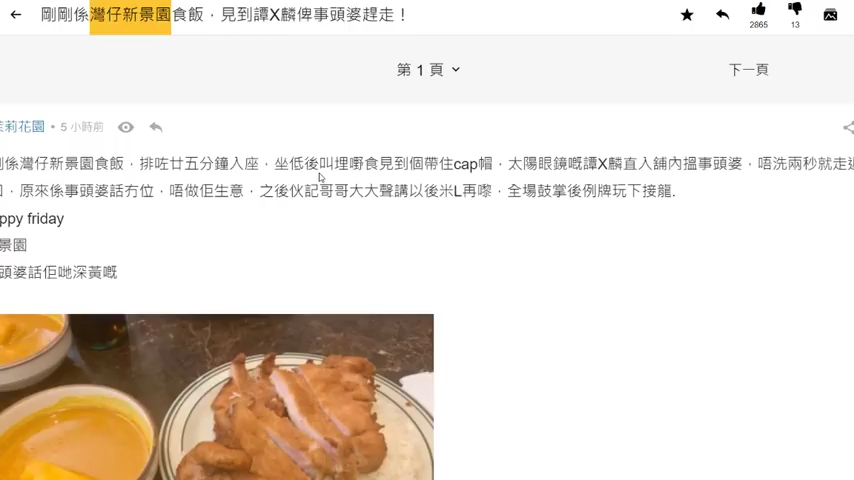 剛剛係灣仔新景園食飯，見到譚X麟俾事頭婆趕走！
2865
13
第 1 頁
下一頁
莉花園 • 5 小時前
係灣仔新景園食飯，排咗廿五分鐘入座，坐低後叫埋嘢食見到個帶住cap帽，太陽眼鏡嘅譚X麟直入舖內搵事頭婆，唔洗兩秒就走
，原來係事頭婆話冇位，唔做佢生意，之後伙記哥哥大大聲講以後米L再嚟，全場鼓掌後例牌玩下接龍.
ppy friday
景園
頭婆話佢哋深黃嘅